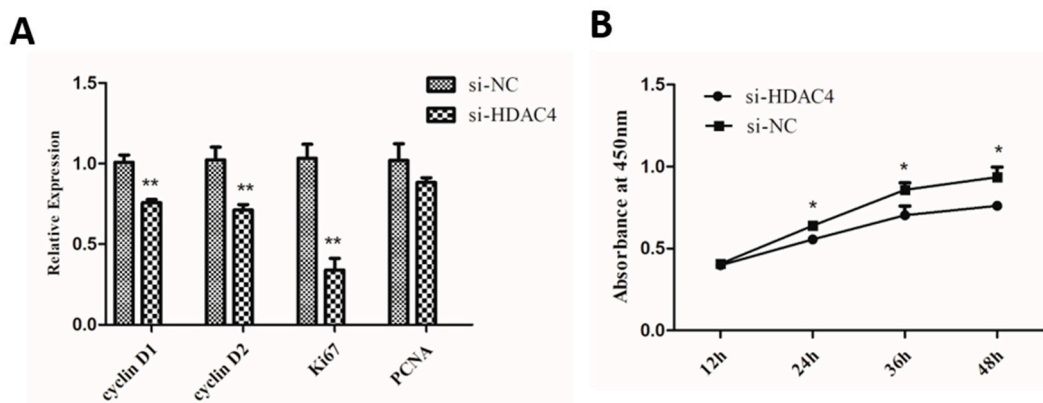 A
Relative Expression
1.5
1.0
0.5
0.0
si-NC
si-HDAC4
**
**
**
cyclin D1
cyclin D2
Ki67
PCNA
B
Absorbance at 450nm
1.5
1.0
0.5
0.0
si-HDAC4
si-NC
*
*
*
12h
24h
36h
48h